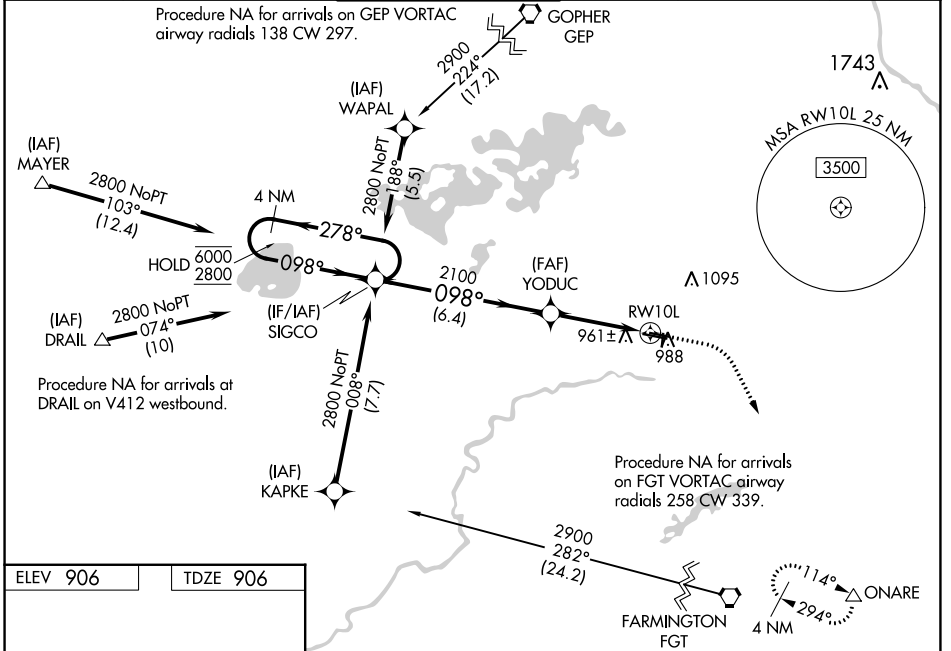 Procedure NA for arrivals on GEP VORTAC
airway radials 138 CW 297.
GOPHER
GEP
2900
224°
(17.2)
1743
(IAF)
WAPAL
MSA RW10L 25 NM
3500
(IAF)
MAYER
2800 NoPT
103°
(12.4)
2800 NoPT
188°
(5.5)
4 NM
278°
HOLD
6000
2800
098°
(IF/IAF)
SIGCO
2100
098°
(6.4)
(FAF)
YODUC
1095
RW10L
961±
988
(IAF)
DRAIL
2800 NoPT
074°
(10)
Procedure NA for arrivals at
DRAIL on V412 westbound.
2800 NoPT
008°
(7.7)
(IAF)
KAPKE
Procedure NA for arrivals
on FGT VORTAC airway
radials 258 CW 339.
2900
282°
(24.2)
FARMINGTON
FGT
114°
294°
4 NM
ONARE
ELEV 906
TDZE 906